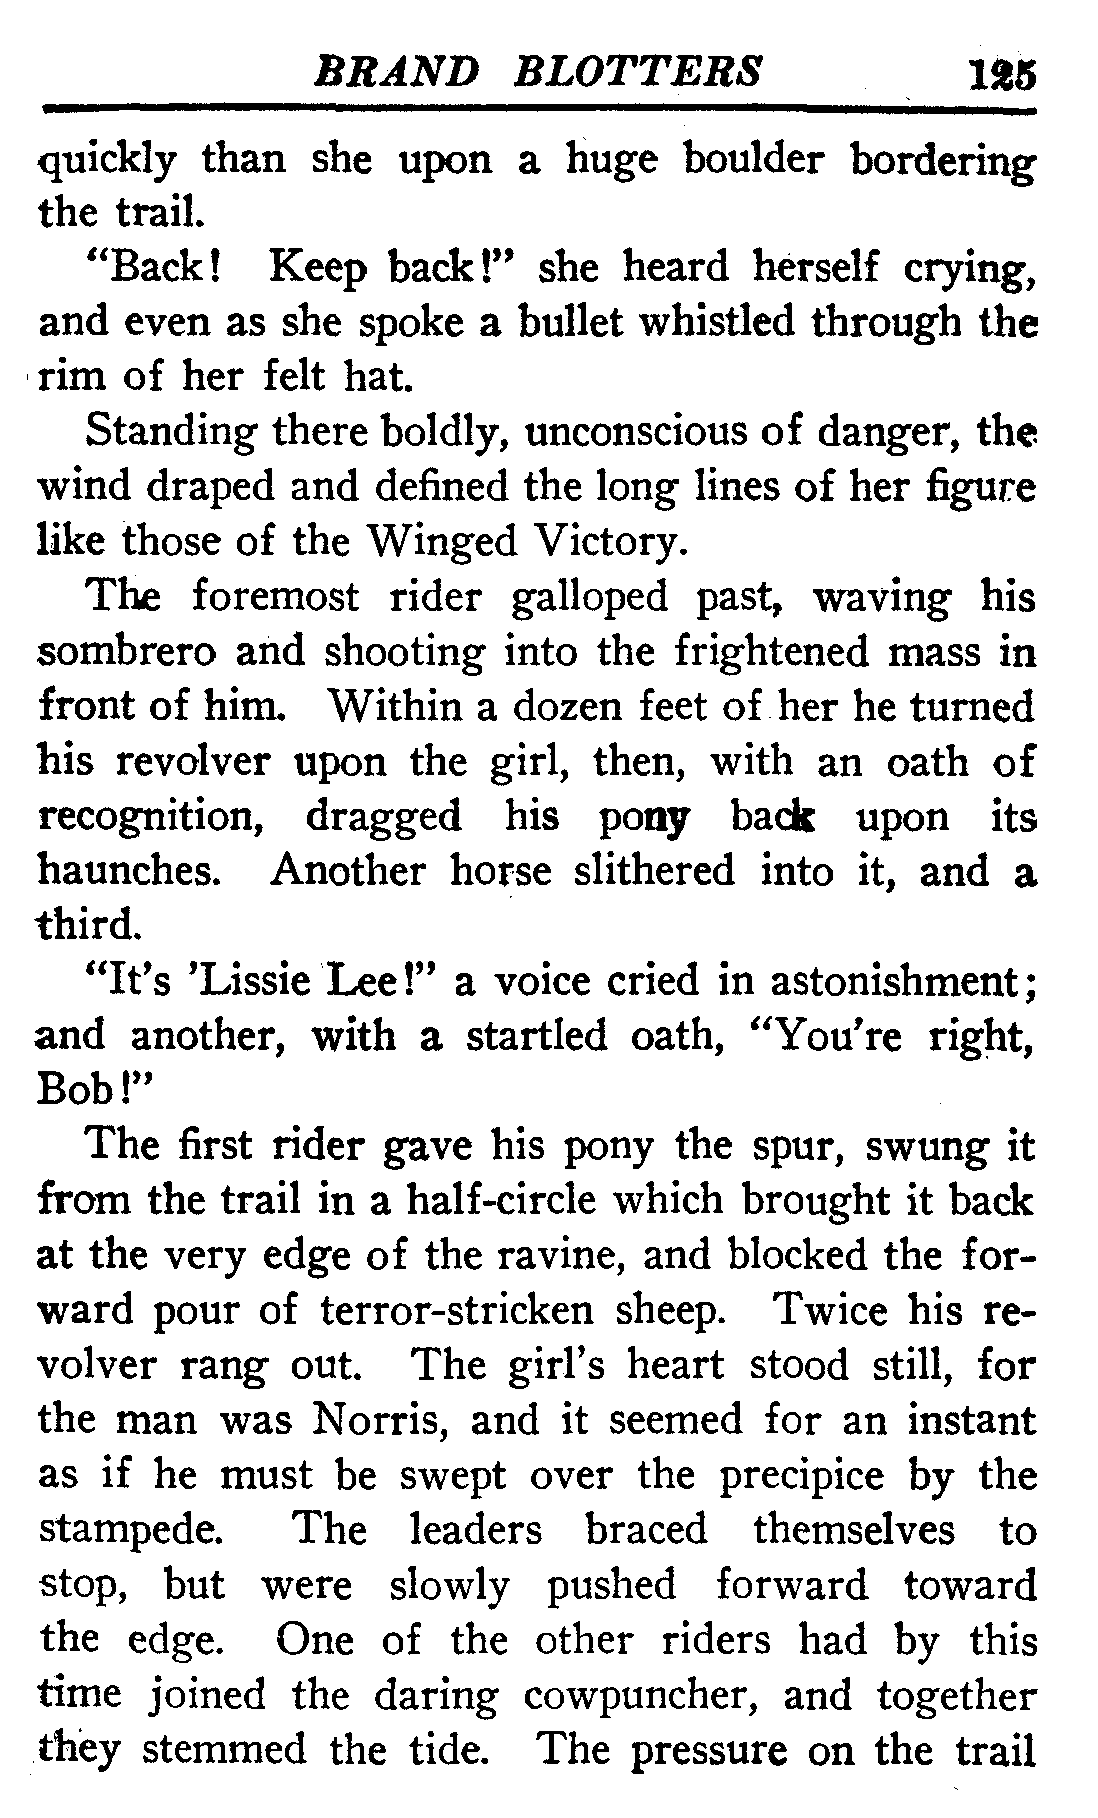 BRAND BLOTTERS 125
quickly than she upon a huge boulder bordering
the trail.
“Back! Keep back!” she heard herself crying,
and even as she spoke a bullet whistled through the
rim of her felt hat.
Standing there boldly, unconscious of danger, the
wind draped and defined the long lines of her figure
like those of the Winged Victory.
The foremost rider galloped past, waving his
sombrero and shooting into the frightened mass in
front of him. Within a dozen feet of her he turned
his revolver upon the girl, then, with an oath of
recognition, dragged his pony back upon its
haunches. Another horse slithered into it, and a
third.
“It’s ’Lissie Lee!” a voice cried in astonishment;
and another, with a startled oath, “You’re right,
Bob!”
The first rider gave his pony the spur, swung it
from the trail in a half-circle which brought it back
at the very edge of the ravine, and blocked the for-
ward pour of terror-stricken sheep. Twice his re-
volver rang out. The girl’s heart stood still, for
the man was Norris, and it seemed for an instant
as if he must be swept over the precipice by the
stampede. The leaders braced themselves to
stop, but were slowly pushed forward toward
the edge. One of the other riders had by this
time joined the daring cowpuncher, and together
they stemmed the tide. The pressure on the trail